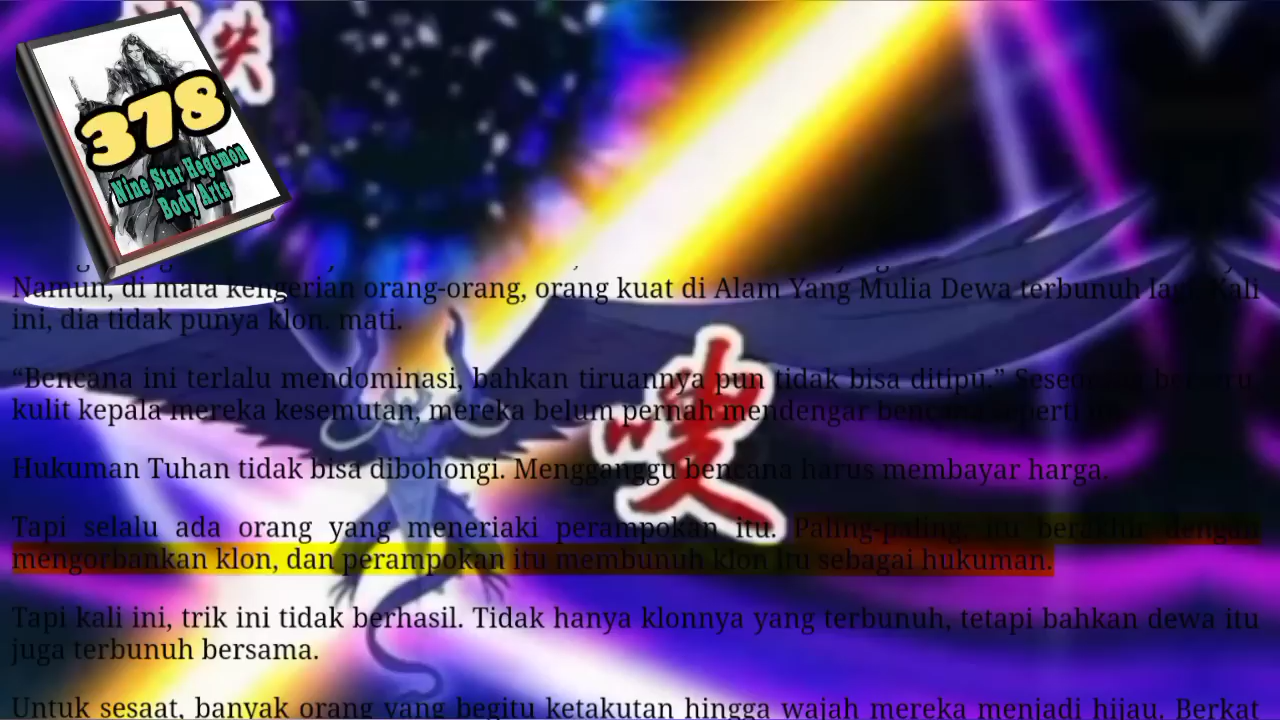 378
Nine Star Hegemon
Body Arts
Namun, di mata kengerian orang-orang, orang kuat di Alam Yang Mulia Dewa terbunuh lagi. Kali
ini, dia tidak punya klon. mati.
“Bencana ini terlalu mendominasi, bahkan tiruannya pun tidak bisa ditipu.” Seseorang berseru,
kulit kepala mereka kesemutan, mereka belum pernah mendengar bencana seperti ini.
嗖
Hukuman Tuhan tidak bisa dibohongi. Mengganggu bencana harus membayar harga.
Tapi selalu ada orang yang meneriaki perampokan itu. Paling-paling, itu berakhir dengan
mengorbankan klon, dan perampokan itu membunuh klon itu sebagai hukuman.
Tapi kali ini, trik ini tidak berhasil. Tidak hanya klonnya yang terbunuh, tetapi bahkan dewa itu
juga terbunuh bersama.
Untuk sesaat, banyak orang yang begitu ketakutan hingga wajah mereka menjadi hijau. Berkat